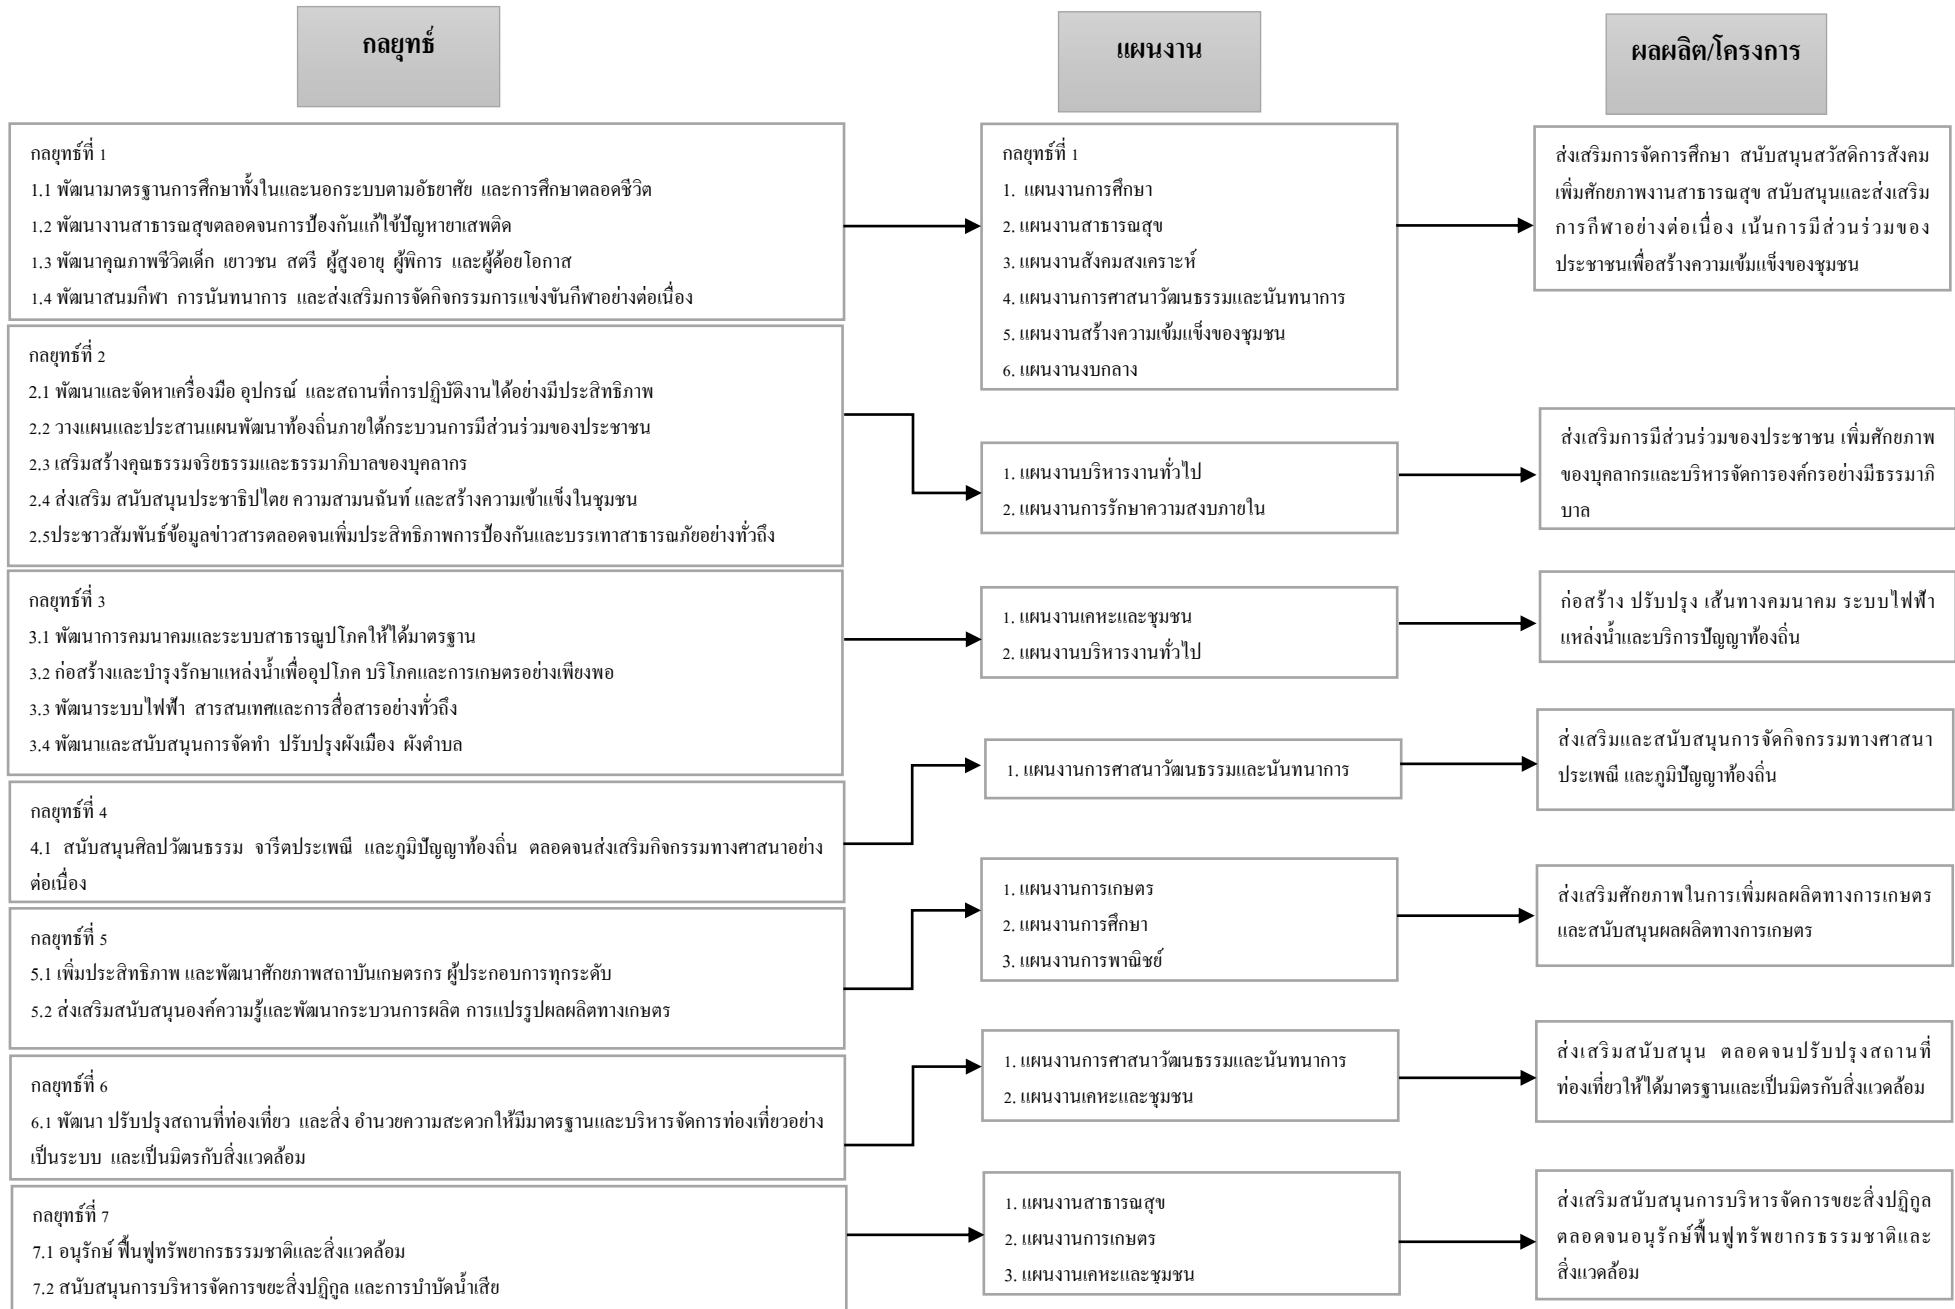 กลยุทธ์
แผนงาน
ผลผลิต/โครงการ
กลยุทธ์ที่ 1
1.1 พัฒนามาตรฐานการศึกษาทั้งในและนอกระบบตามอัธยาศัย และการศึกษาตลอดชีวิต
1.2 พัฒนางานสาธารณสุขตลอดจนการป้องกันแก้ไข้ปัญหายาเสพติด
1.3 พัฒนาคุณภาพชีวิตเด็ก เยาวชน สตรี ผู้สูงอายุ ผู้พิการ และผู้ด้อยโอกาส
1.4 พัฒนาสนมกีฬา การนันทนาการ และส่งเสริมการจัดกิจกรรมการแข่งขันกีฬาอย่างต่อเนื่อง
กลยุทธ์ที่ 1
1. แผนงานการศึกษา
2. แผนงานสาธารณสุข
3. แผนงานสังคมสงเคราะห์
4. แผนงานการศาสนาวัฒนธรรมและนันทนาการ
5. แผนงานสร้างความเข้มแข็งของชุมชน
6. แผนงานงบกลาง
ส่งเสริมการจัดการศึกษา สนับสนุนสวัสดิการสังคม
เพิ่มศักยภาพงานสาธารณสุข สนับสนุนและส่งเสริม
การกีฬาอย่างต่อเนื่อง เน้นการมีส่วนร่วมของ
ประชาชนเพื่อสร้างความเข้มแข็งของชุมชน
กลยุทธ์ที่ 2
2.1 พัฒนาและจัดหาเครื่องมือ อุปกรณ์ และสถานที่การปฏิบัติงานได้อย่างมีประสิทธิภาพ
2.2 วางแผนและประสานแผนพัฒนาท้องถิ่นภายใต้กระบวนการมีส่วนร่วมของประชาชน
2.3 เสริมสร้างคุณธรรมจริยธรรมและธรรมาภิบาลของบุคลากร
2.4 ส่งเสริม สนับสนุนประชาธิปไตย ความสามนฉันท์ และสร้างความเข้าแข็งในชุมชน
2.5ประชาวสัมพันธ์ข้อมูลข่าวสารตลอดจนเพิ่มประสิทธิภาพการป้องกันและบรรเทาสาธารณภัยอย่างทั่วถึง
1. แผนงานบริหารงานทั่วไป
2. แผนงานการรักษาความสงบภายใน
ส่งเสริมการมีส่วนร่วมของประชาชน เพิ่มศักยภาพ
ของบุคลากรและบริหารจัดการองค์กรอย่างมีธรรมาภิ
บาล
กลยุทธ์ที่ 3
3.1 พัฒนาการคมนาคมและระบบสาธารณูปโภคให้ได้มาตรฐาน
3.2 ก่อสร้างและบำรุงรักษาแหล่งน้ำเพื่ออุปโภค บริโภคและการเกษตรอย่างเพียงพอ
3.3 พัฒนาระบบไฟฟ้า สารสนเทศและการสื่อสารอย่างทั่วถึง
3.4 พัฒนาและสนับสนุนการจัดทำ ปรับปรุงผังเมือง ผังตำบล
1. แผนงานเคหะและชุมชน
2. แผนงานบริหารงานทั่วไป
ก่อสร้าง ปรับปรุง เส้นทางคมนาคม ระบบไฟฟ้า
แหล่งน้ำและบริการปัญญาท้องถิ่น
กลยุทธ์ที่ 4
4.1 สนับสนุนศิลปวัฒนธรรม จารีตประเพณี และภูมิปัญญาท้องถิ่น ตลอดจนส่งเสริมกิจกรรมทางศาสนาอย่าง
ต่อเนื่อง
1. แผนงานการศาสนาวัฒนธรรมและนันทนาการ
ส่งเสริมและสนับสนุนการจัดกิจกรรมทางศาสนา
ประเพณี และภูมิปัญญาท้องถิ่น
กลยุทธ์ที่ 5
5.1 เพิ่มประสิทธิภาพ และพัฒนาศักยภาพสถาบันเกษตรกร ผู้ประกอบการทุกระดับ
5.2 ส่งเสริมสนับสนุนองค์ความรู้และพัฒนากระบวนการผลิต การแปรรูปผลผลิตทางเกษตร
1. แผนงานการเกษตร
2. แผนงานการศึกษา
3. แผนงานการพาณิชย์
ส่งเสริมศักยภาพในการเพิ่มผลผลิตทางการเกษตร
และสนับสนุนผลผลิตทางการเกษตร
กลยุทธ์ที่ 6
6.1 พัฒนา ปรับปรุงสถานที่ท่องเที่ยว และสิ่ง อำนวยความสะดวกให้มีมาตรฐานและบริหารจัดการท่องเที่ยวอย่าง
เป็นระบบ และเป็นมิตรกับสิ่งแวดล้อม
1. แผนงานการศาสนาวัฒนธรรมและนันทนาการ
2. แผนงานเคหะและชุมชน
ส่งเสริมสนับสนุน ตลอดจนปรับปรุงสถานที่
ท่องเที่ยวให้ได้มาตรฐานและเป็นมิตรกับสิ่งแวดล้อม
กลยุทธ์ที่ 7
7.1 อนุรักษ์ ฟื้นฟูทรัพยากรธรรมชาติและสิ่งแวดล้อม
7.2 สนับสนุนการบริหารจัดการขยะสิ่งปฏิกูล และการบำบัดน้ำเสีย
1. แผนงานสาธารณสุข
2. แผนงานการเกษตร
3. แผนงานเคหะและชุมชน
ส่งเสริมสนับสนุนการบริหารจัดการขยะสิ่งปฏิกูล
ตลอดจนอนุรักษ์ฟื้นฟูทรัพยากรธรรมชาติและ
สิ่งแวดล้อม